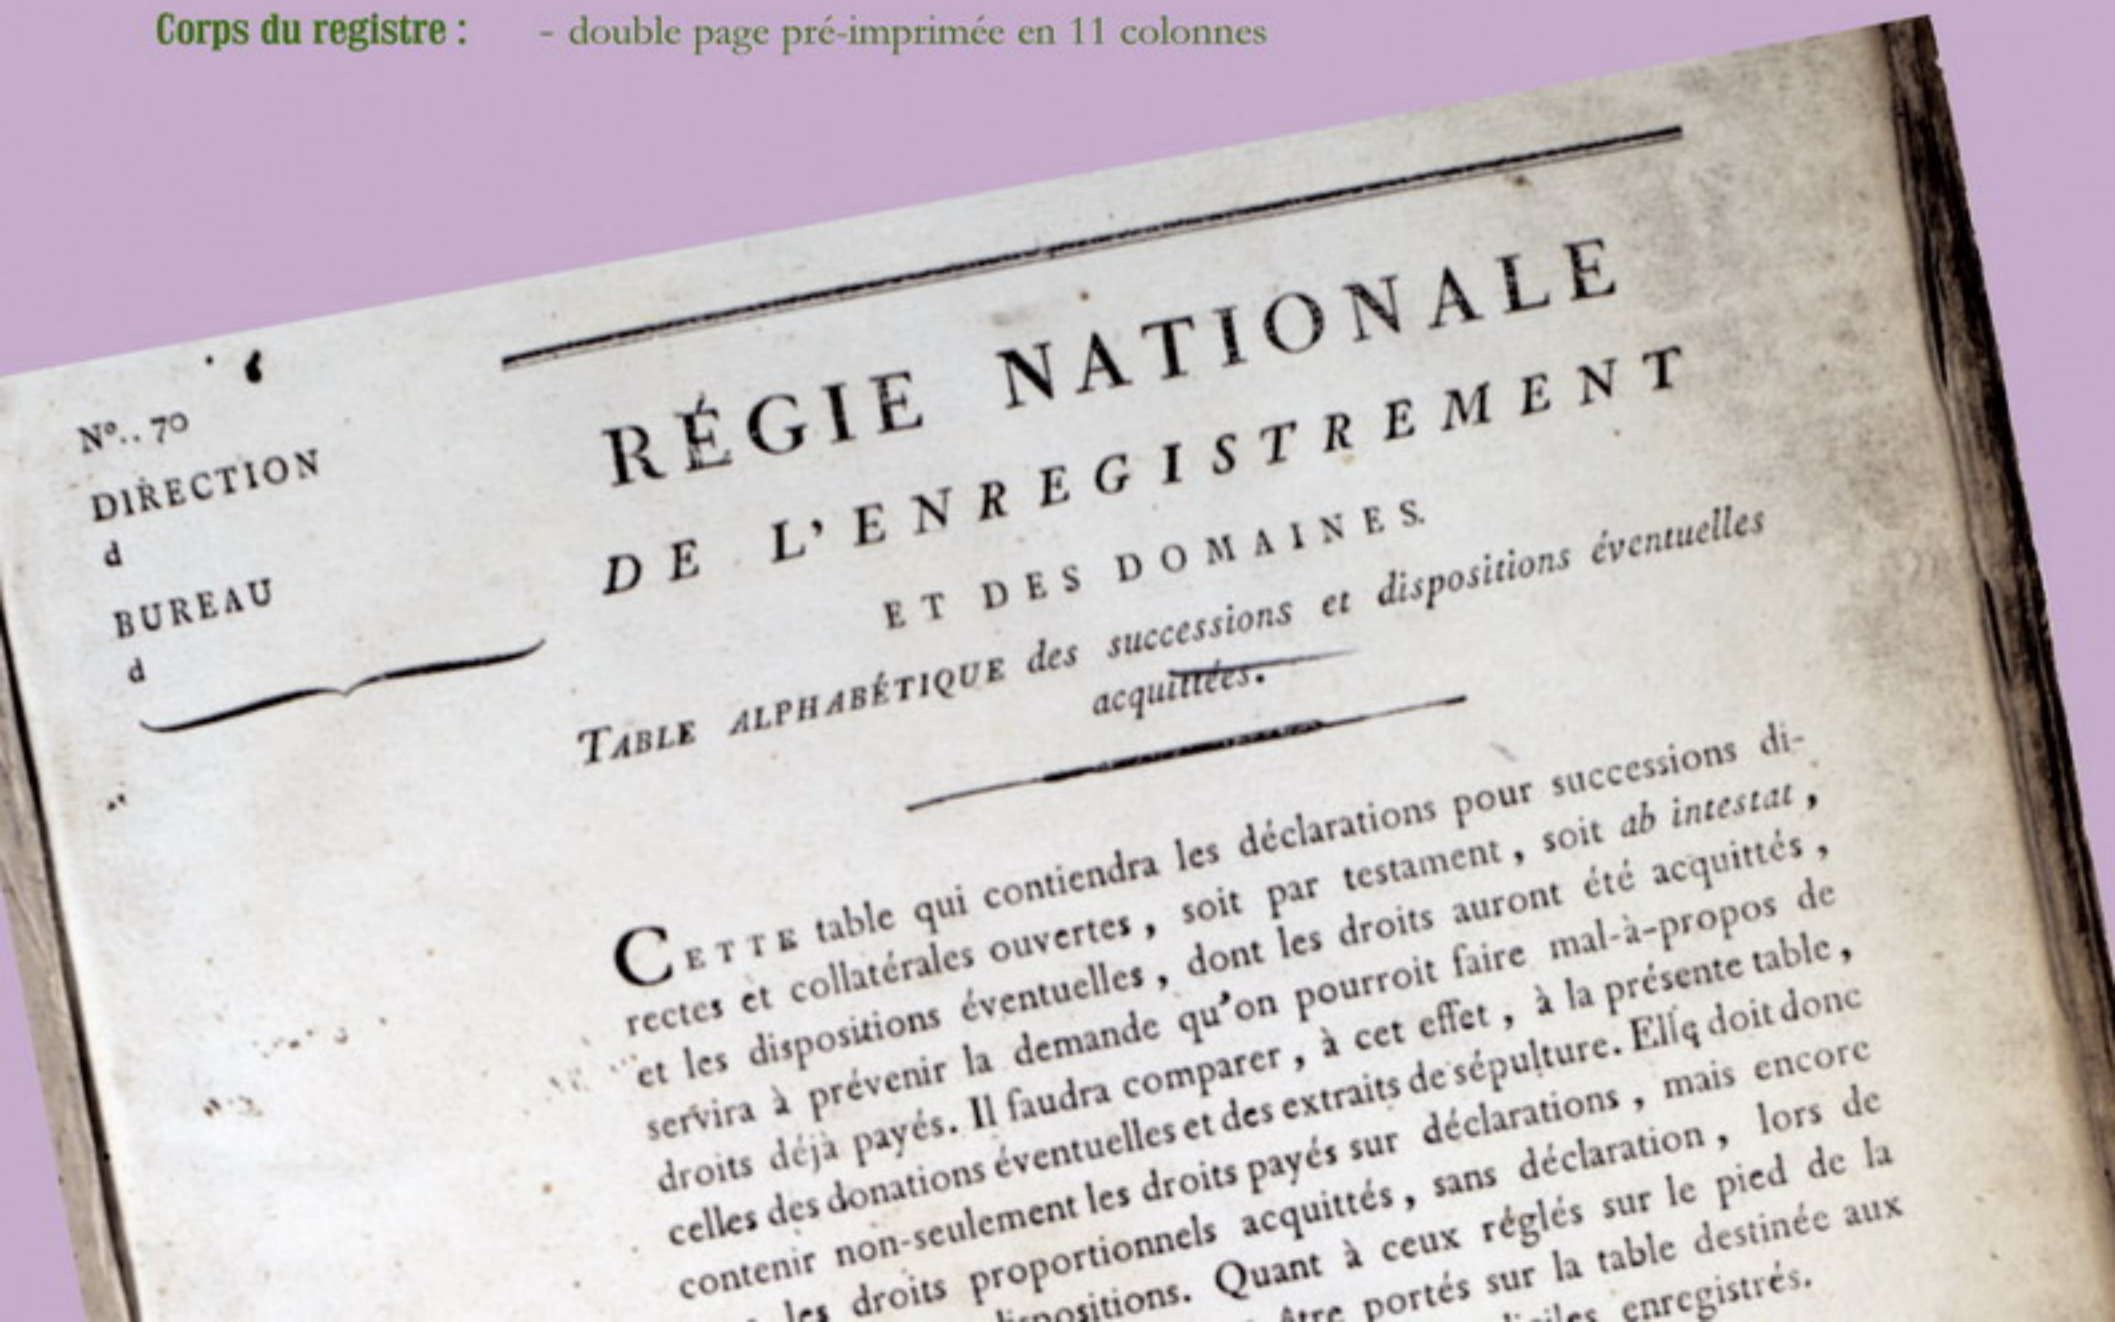 Corps du registre : - double page pré-imprimée en 11 colonnes
N°.. 70
DIRECTION
d
BUREAU
d
RÉGIE NATIONALE
DE L'ENREGISTREMENT
ET DES DOMAINES.
TABLE ALPHABÉTIQUE des successions et dispositions éventuelles
acquittées.
CETTE table qui contiendra les déclarations pour successions di-
rectes et collatérales ouvertes, soit par testament, soit ab intestat,
et les dispositions éventuelles, dont les droits auront été acquittés,
servira à prévenir la demande qu'on pourroit faire mal-à-propos de
droits déjà payés. Il faudra comparer, à cet effet, à la présente table,
celles des donations éventuelles et des extraits de sépulture. Elle doit donc
contenir non-seulement les droits payés sur déclarations, mais encore
les droits proportionnels acquittés, sans déclaration, lors de
Quant à ceux réglés sur le pied de la
être portés sur la table destinée aux
enregistrés.